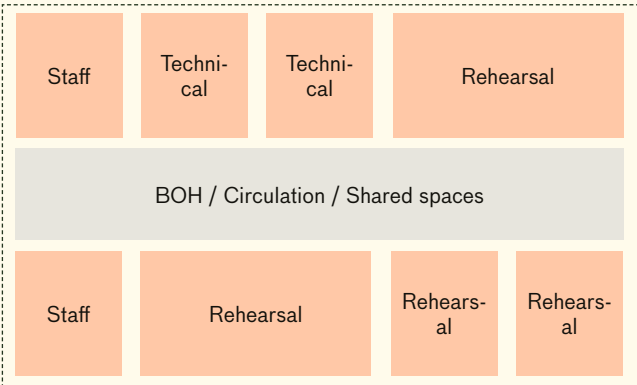 Staff
Techni-
cal
Techni-
cal
Rehearsal
BOH / Circulation / Shared spaces
Staff
Rehearsal
Rehears-
al
Rehears-
al